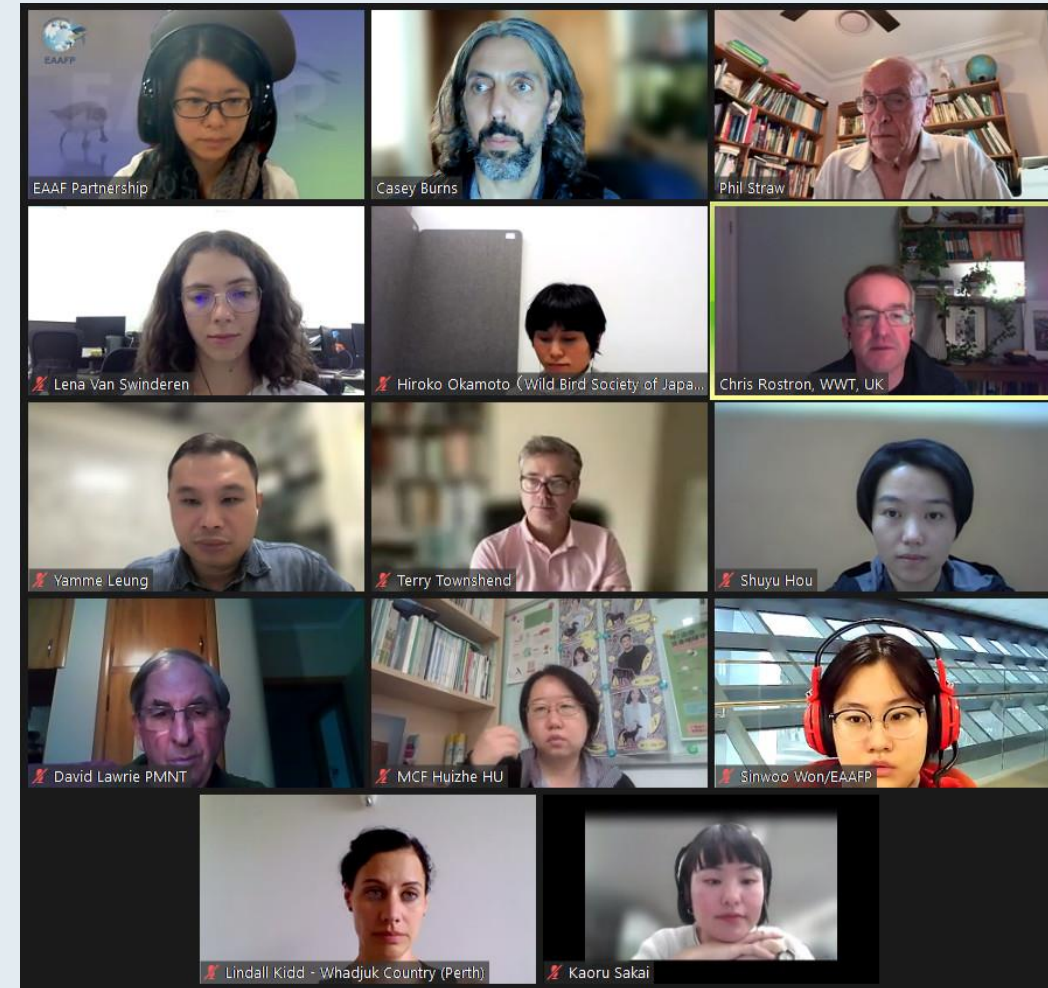 EAAFP
EAAF Partnership
Casey Burns
Phil Straw
Lena Van Swinderen
Hiroko Okamoto（Wild Bird Society of Japa...
Chris Rostron, WWT, UK
Yamme Leung
Terry Townshend
Shuyu Hou
David Lawrie PMNT
MCF Huizhe HU
Sinwoo Won/EAAFP
Lindall Kidd - Whadjuk Country (Perth)
Kaoru Sakai